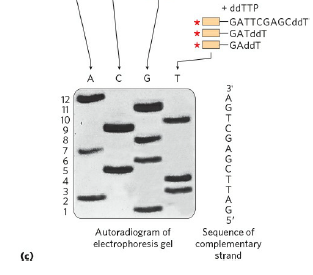 + ddTTP
* GATTCGAGCddT
* GATddT
* GAddT
A C G T
12
11
10
9
8
7
6
5
4
3
2
1
3'
A
G
T
C
G
A
G
C
T
T
A
G
5'
Autoradiogram of
electrophoresis gel
Sequence of
complementary
strand
(c)